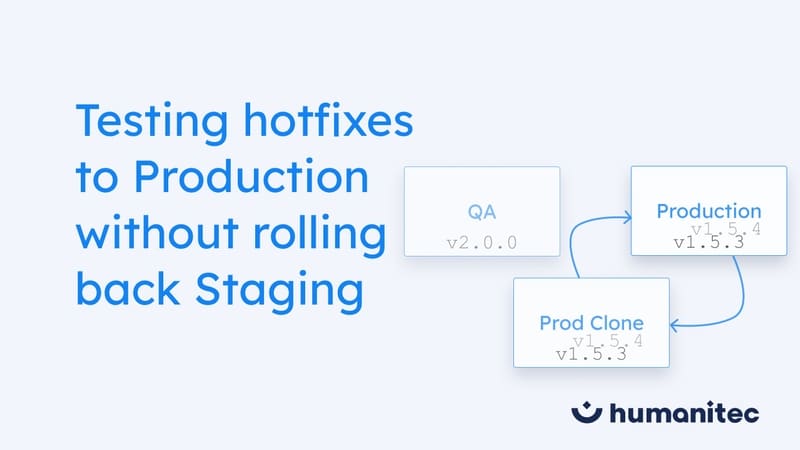 Testing hotfixes
to Production
without rolling
back Staging
QA
v2.0.0
Production
v1.5.4
v1.5.3
Prod Clone
v1.5.4
v1.5.3
humanitec